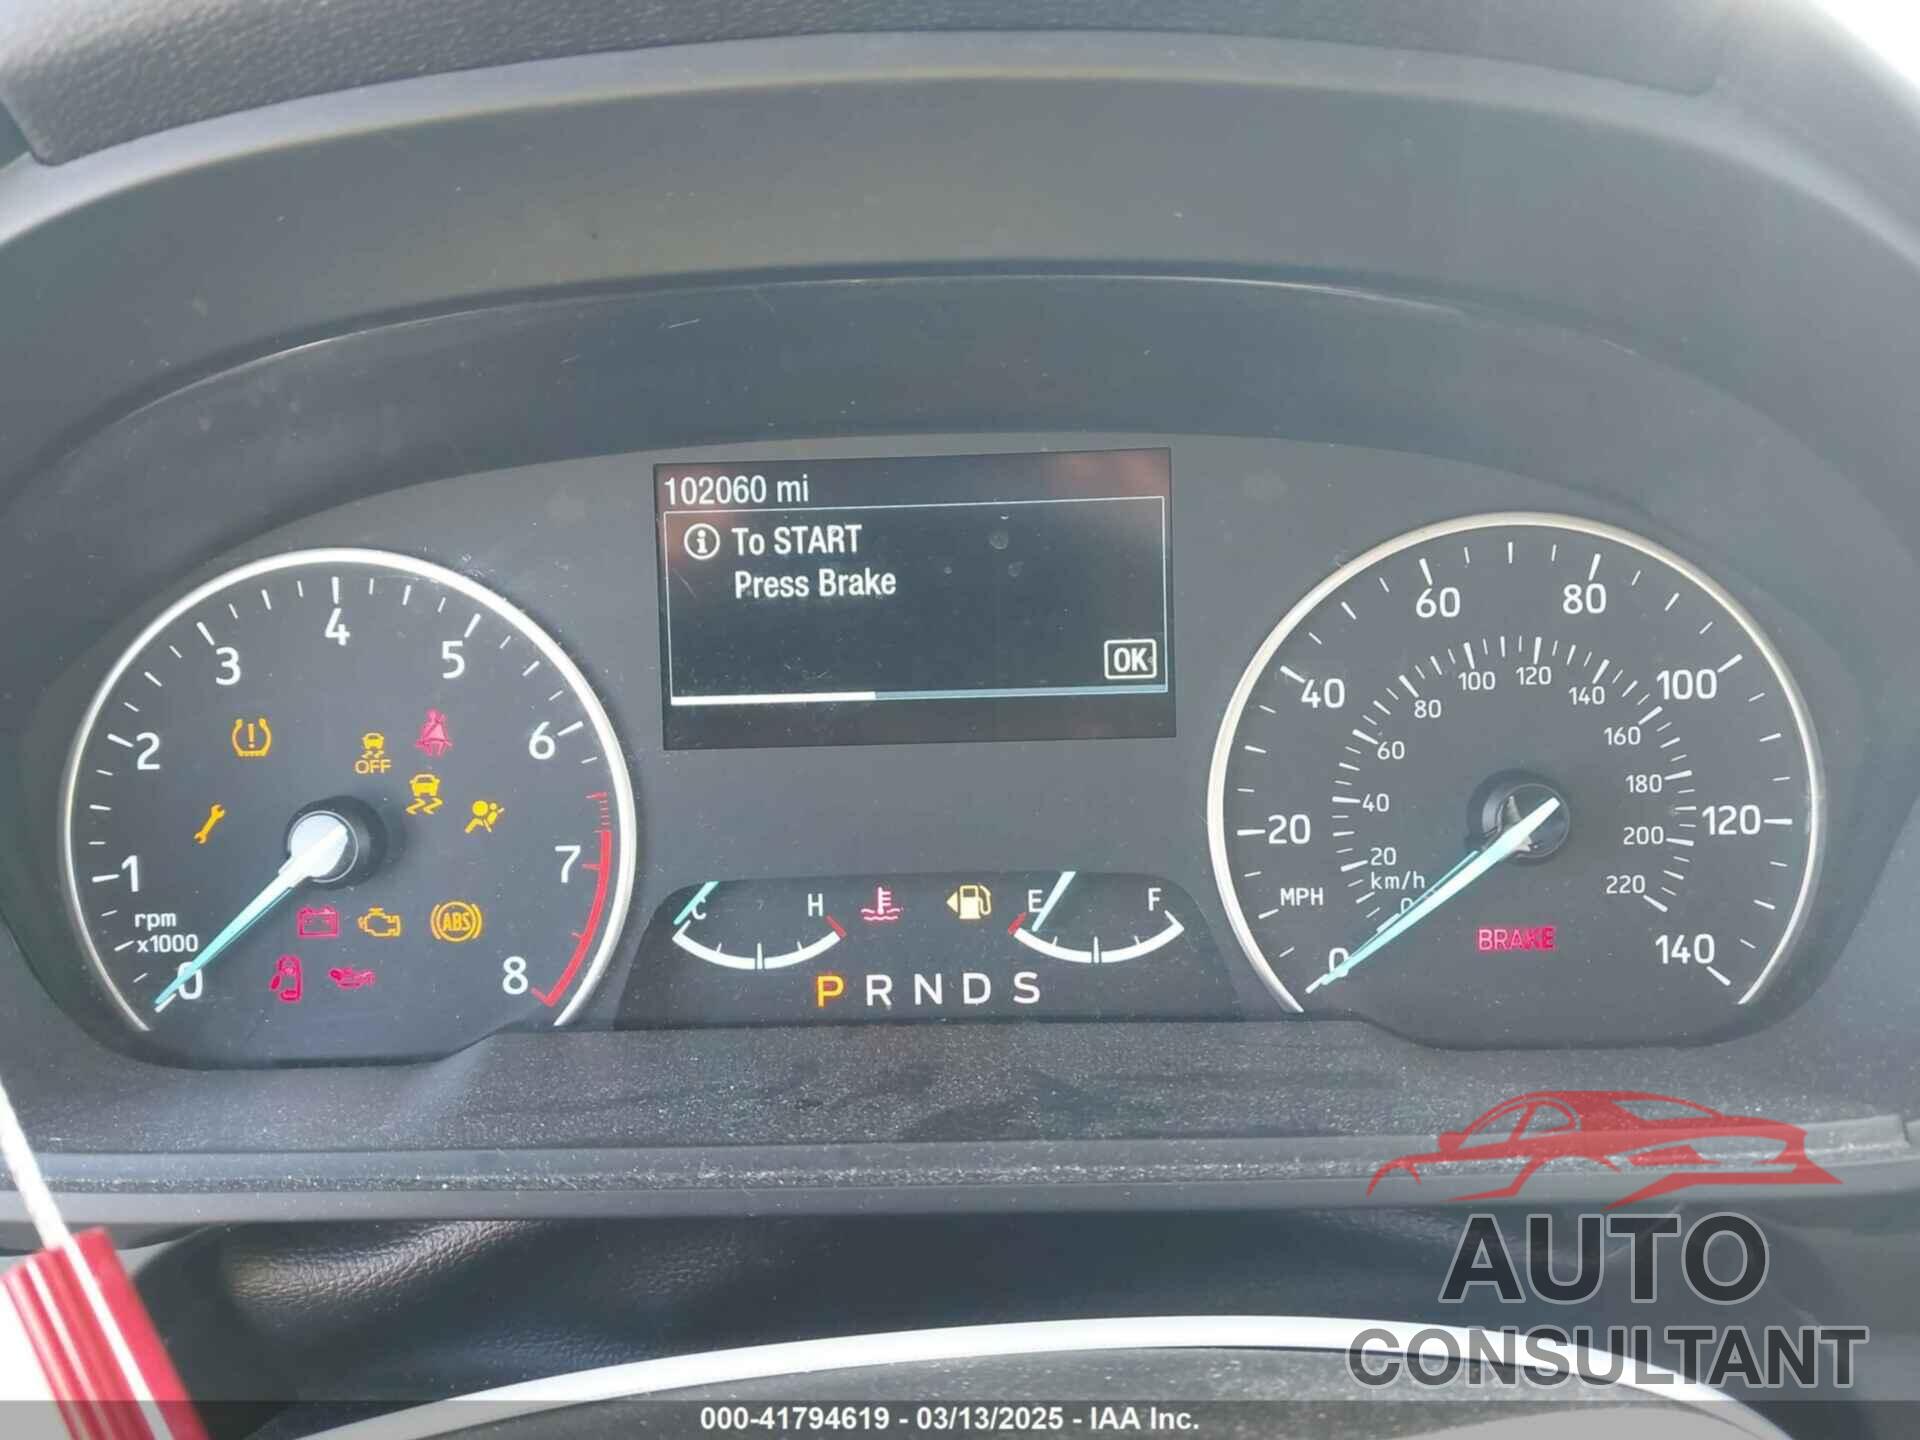 102060 mi
i To START
Press Brake
OK
0 1 2 3 4 5 6 7 8
rpm
x1000
OFF
ABS
C H
E F
P R N D S
0 20 40 60 80 100 120 140
MPH
0 20 40 60 80 100 120 140 160 180 200 220
km/h
BRAKE
AUTO
CONSULTANT
000-41794619 - 03/13/2025 - IAA Inc.